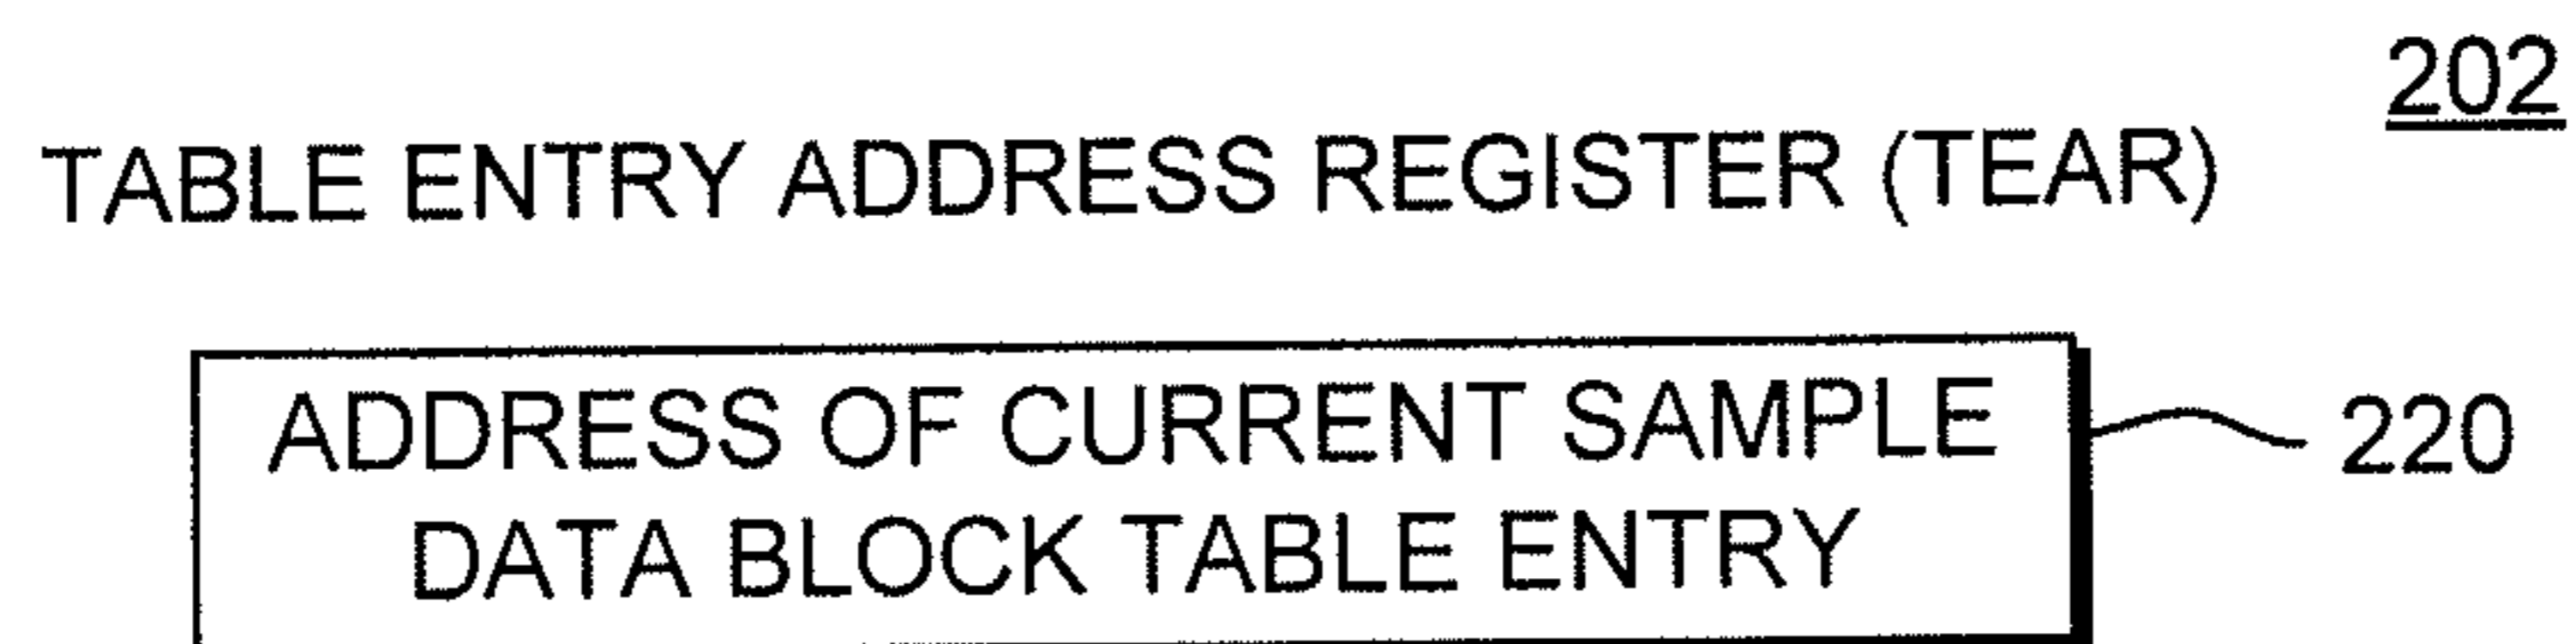 202
TABLE ENTRY ADDRESS REGISTER (TEAR)
ADDRESS OF CURRENT SAMPLE
DATA BLOCK TABLE ENTRY
220